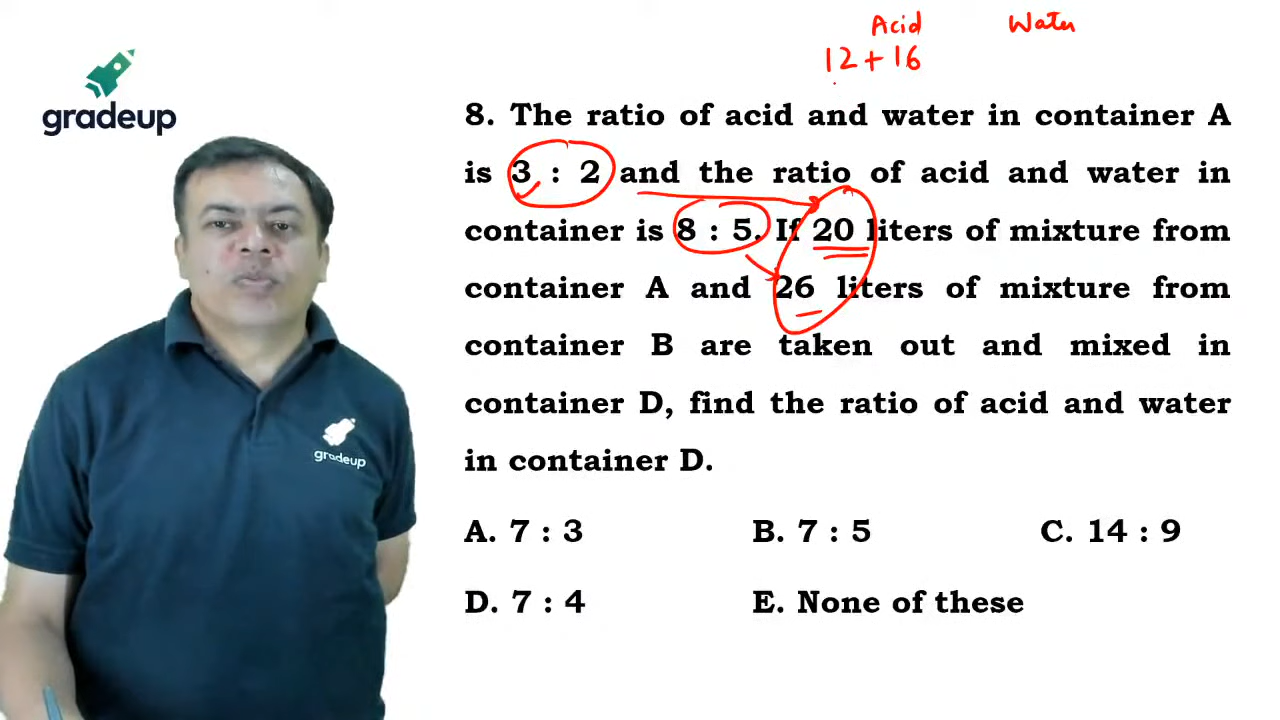 Acid Water
12 + 16
gradeup
8. The ratio of acid and water in container A
is 3 : 2 and the ratio of acid and water in
container is 8 : 5. If 20 liters of mixture from
container A and 26 liters of mixture from
container B are taken out and mixed in
container D, find the ratio of acid and water
in container D.
gradeup
A. 7 : 3 B. 7 : 5 C. 14 : 9
D. 7 : 4 E. None of these